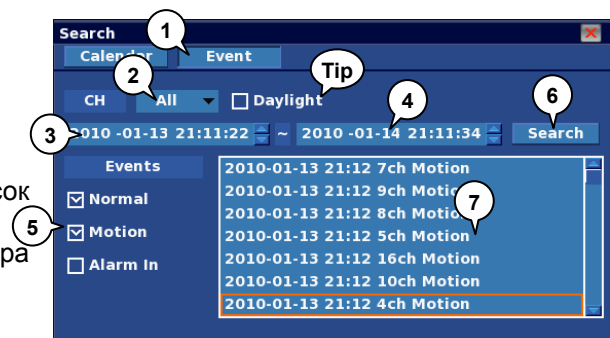 Search
1
Calendar Event
2
Tip
CH All Daylight
4
6
3
2010 -01-13 21:11:22 ~ 2010 -01-14 21:11:34 Search
Events
2010-01-13 21:12 7ch Motion
Normal
2010-01-13 21:12 9ch Motion
сок
7
2010-01-13 21:12 8ch Motion
5
Motion
2010-01-13 21:12 5ch Motion
ра
2010-01-13 21:12 16ch Motion
Alarm In
2010-01-13 21:12 10ch Motion
2010-01-13 21:12 4ch Motion